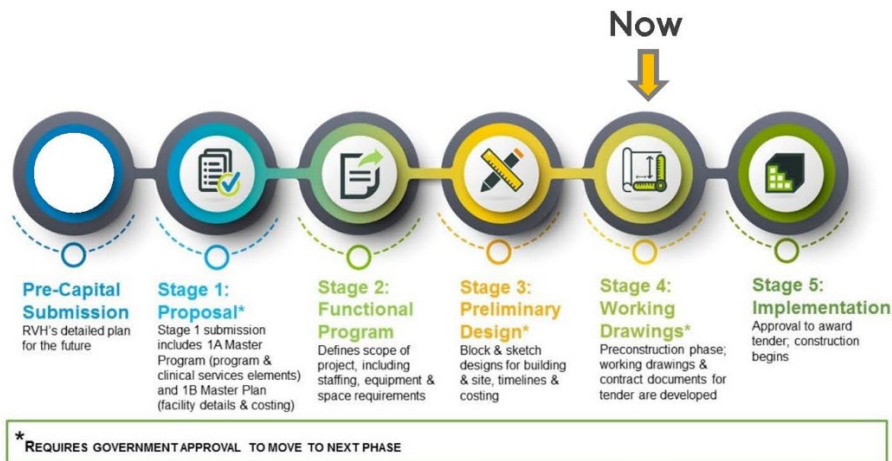 Now
Pre-Capital
Submission
RVH's detailed plan
for the future
Stage 1:
Proposal*
Stage 1 submission
includes 1A Master
Program (program &
clinical services elements)
and 1B Master Plan
(facility details & costing)
Stage 2:
Functional
Program
Defines scope of
project, including
staffing, equipment &
space requirements
Stage 3:
Preliminary
Design*
Block & sketch
designs for building
& site, timelines &
costing
Stage 4:
Working
Drawings*
Preconstruction phase;
working drawings &
contract documents for
tender are developed
Stage 5:
Implementation
Approval to award
tender; construction
begins
*REQUIRES GOVERNMENT APPROVAL TO MOVE TO NEXT PHASE